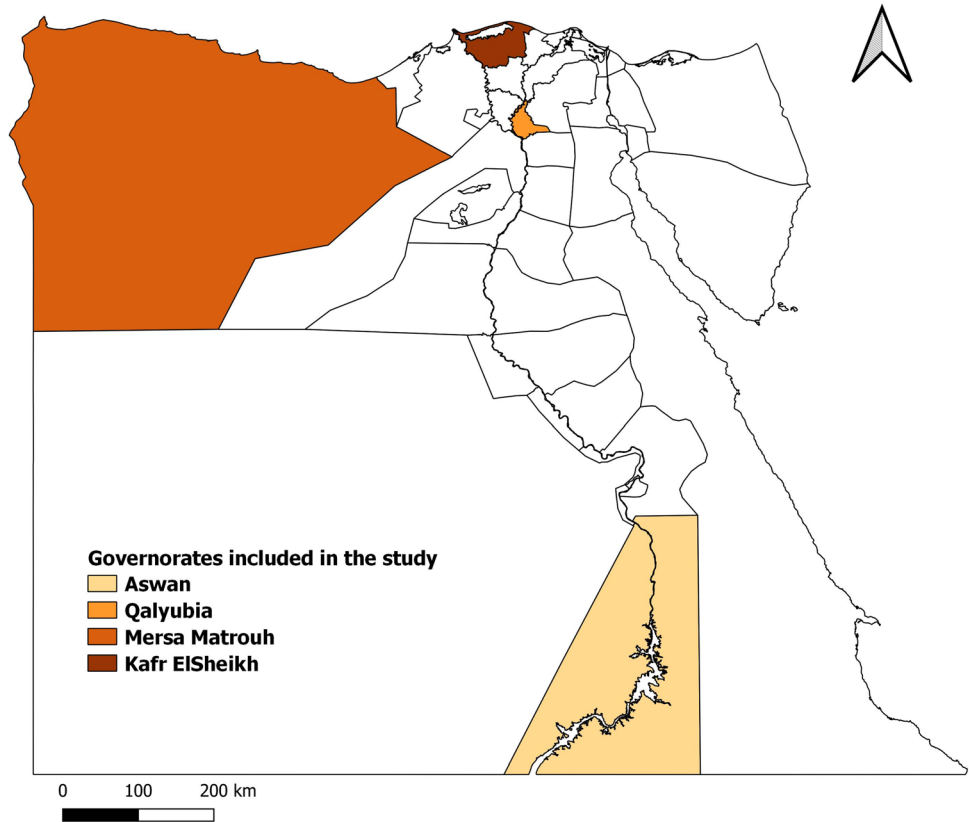 Governorates included in the study
Aswan
Qalyubia
Mersa Matrouh
Kafr ElSheikh
0 100 200 km